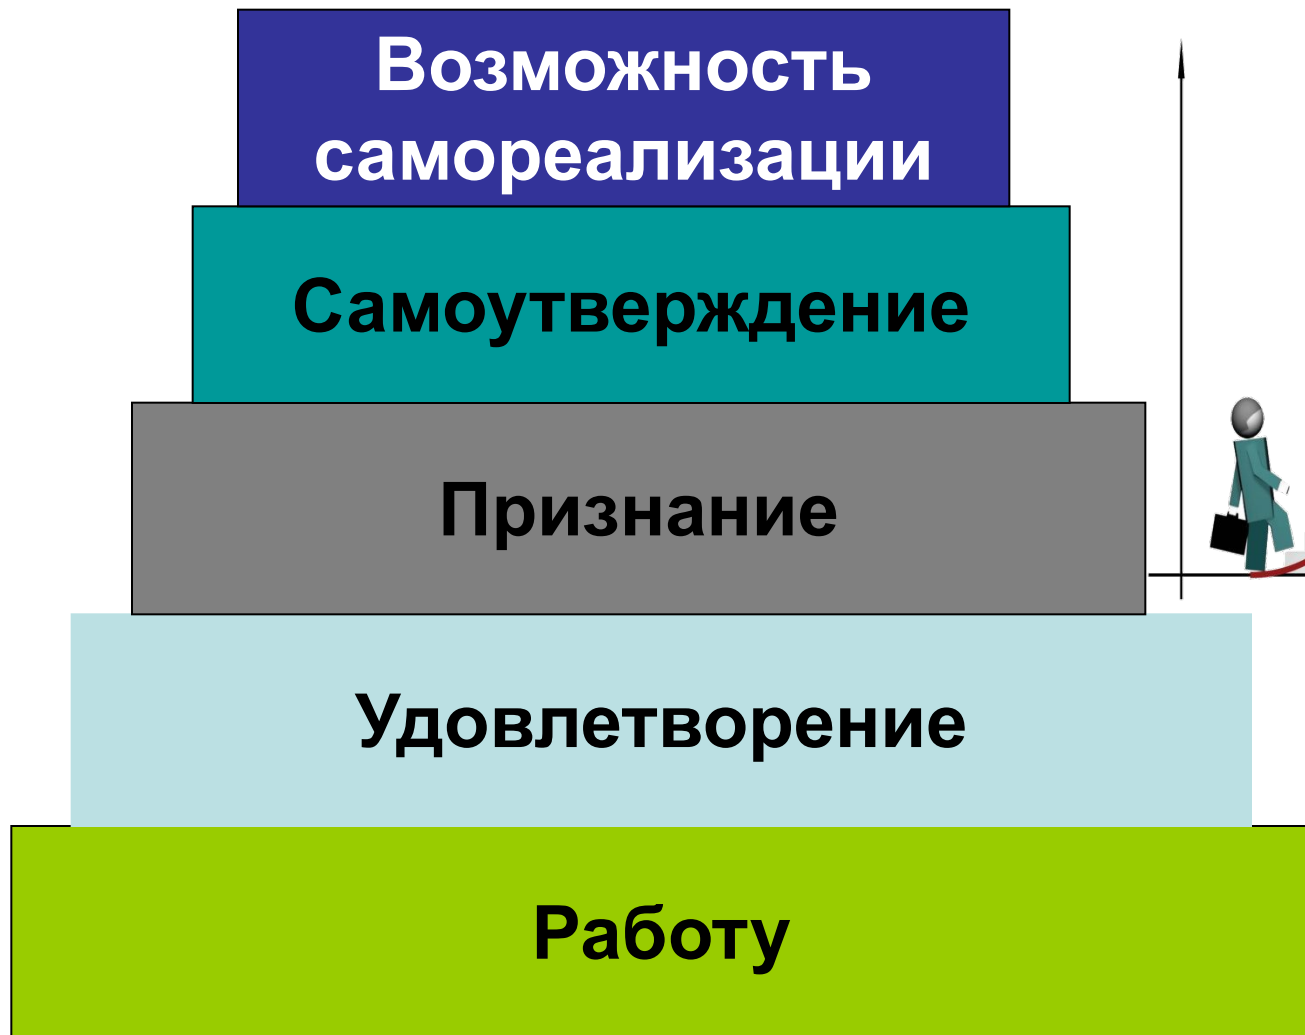 Возможность
самореализации
Самоутверждение
Признание
Удовлетворение
Работу